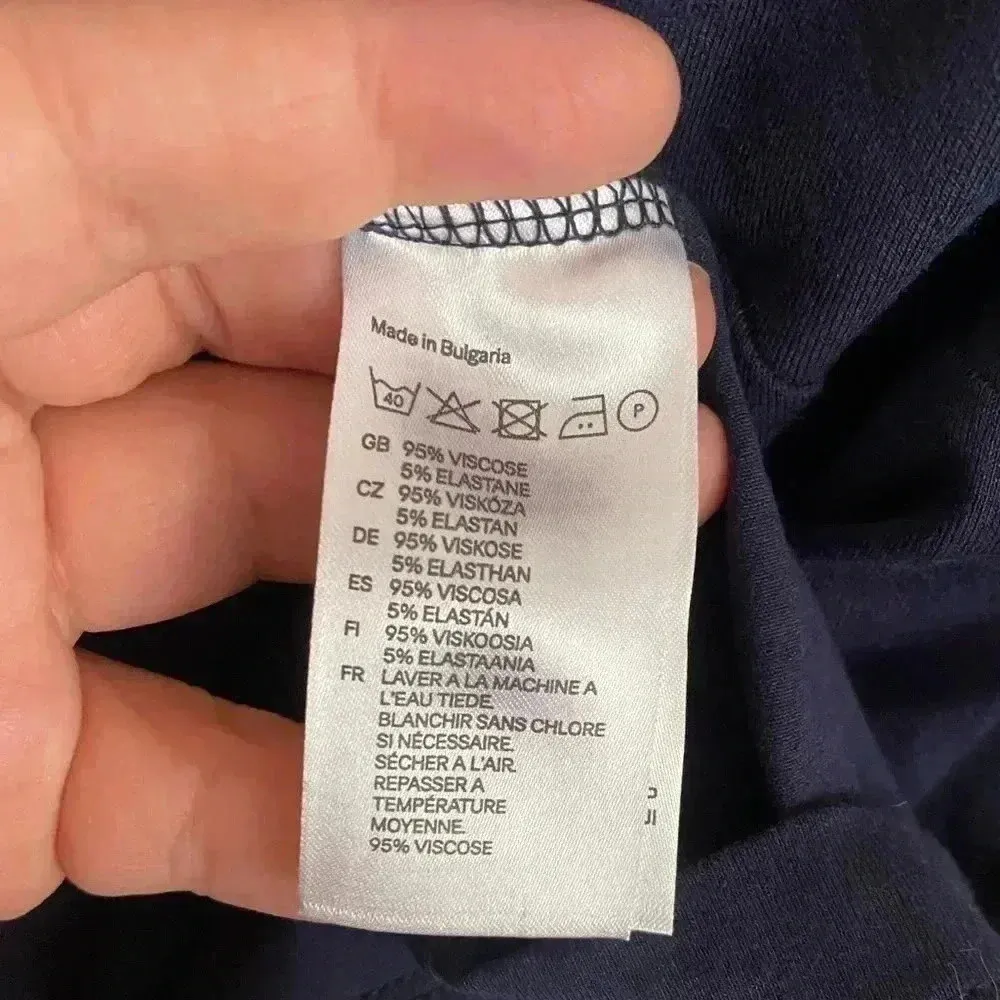 Made in Bulgaria
40 P
GB 95% VISCOSE
5% ELASTANE
CZ 95% VISKÓZA
5% ELASTAN
DE 95% VISKOSE
5% ELASTHAN
ES 95% VISCOSA
5% ELASTÁN
FI 95% VISKOOSIA
5% ELASTAANIA
FR LAVER A LA MACHINE A
L'EAU TIEDE.
BLANCHIR SANS CHLORE
SI NÉCESSAIRE.
SÉCHER A L'AIR.
REPASSER A
TEMPÉRATURE
MOYENNE.
95% VISCOSE